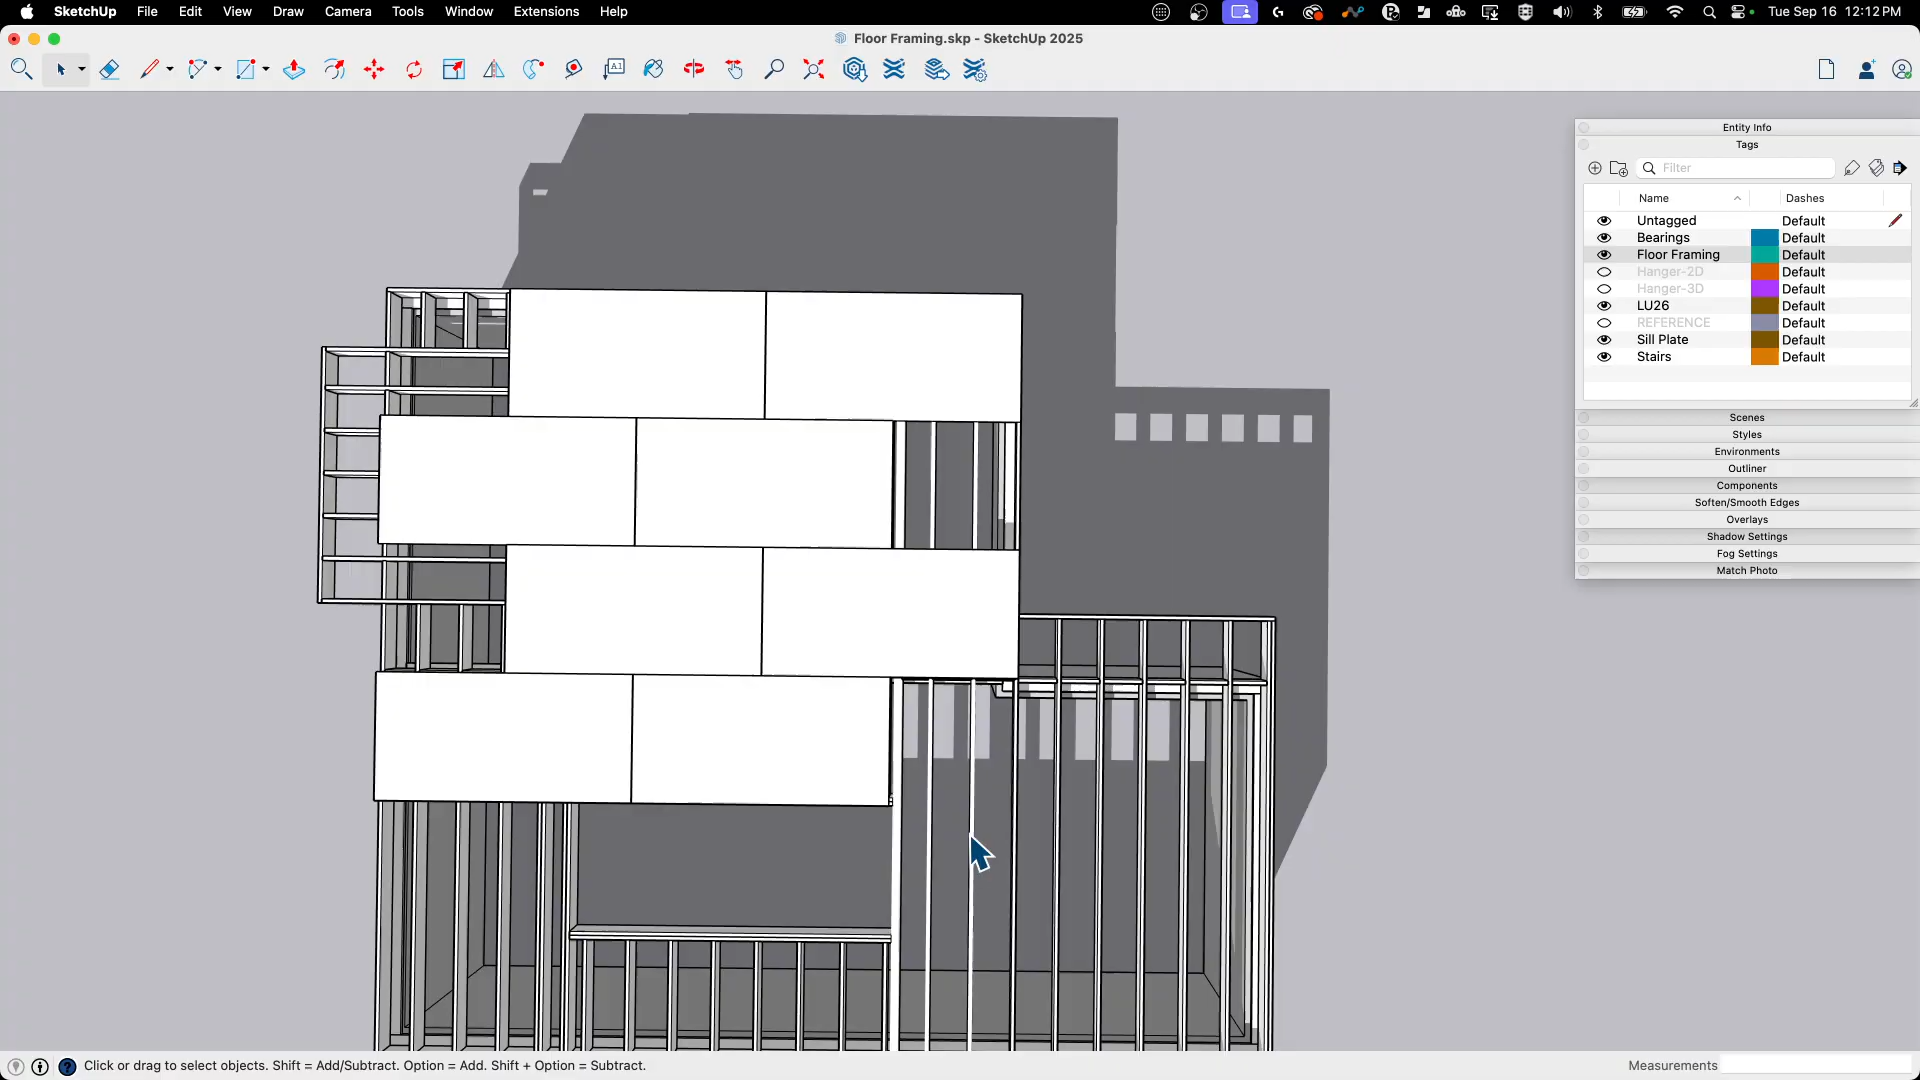 SketchUp File Edit View Draw Camera Tools Window Extensions Help Tue Sep 16 12:12 PM
Floor Framing.skp - SketchUp 2025
A1
Entity Info
Tags
Filter
Name Dashes
Untagged Default
Bearings Default
Floor Framing Default
Hanger-2D Default
Hanger-3D Default
LU26 Default
REFERENCE Default
Sill Plate Default
Stairs Default
Scenes
Styles
Environments
Outliner
Components
Soften/Smooth Edges
Overlays
Shadow Settings
Fog Settings
Match Photo
Click or drag to select objects. Shift = Add/Subtract. Option = Add. Shift + Option = Subtract. Measurements